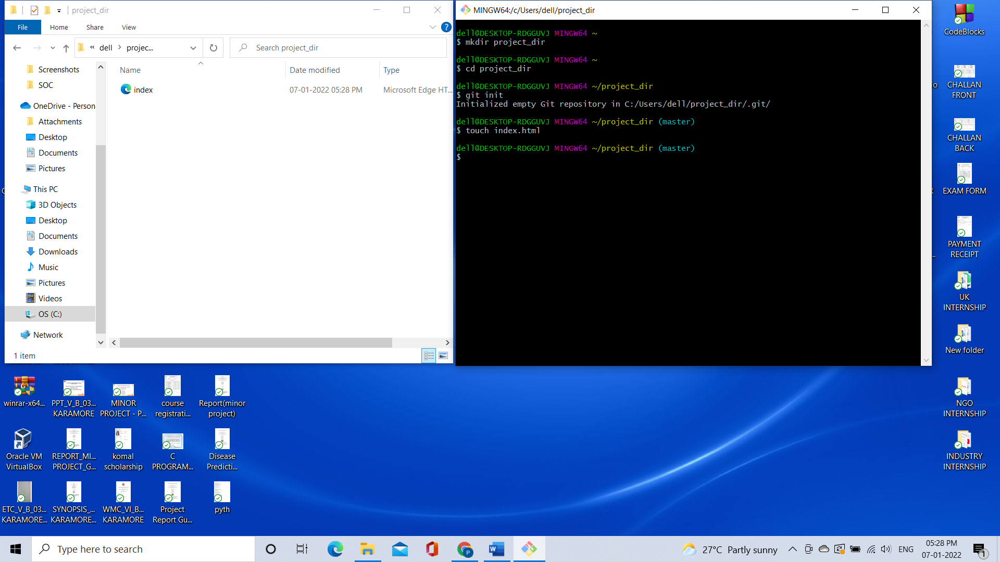 project_dir
File Home Share View
dell projec...
Search project_dir
Screenshots
SOC
OneDrive - Person
Attachments
Desktop
Documents
Pictures
This PC
3D Objects
Desktop
Documents
Downloads
Music
Pictures
Videos
OS (C:)
Network
Name Date modified Type
index 07-01-2022 05:28 PM Microsoft Edge HT...
1 item
MINGW64:/c/Users/dell/project_dir
dell@DESKTOP-RDGGUVJ MINGW64 ~
$ mkdir project_dir
dell@DESKTOP-RDGGUVJ MINGW64 ~
$ cd project_dir
dell@DESKTOP-RDGGUVJ MINGW64 ~/project_dir
$ git init
Initialized empty Git repository in C:/Users/dell/project_dir/.git/
dell@DESKTOP-RDGGUVJ MINGW64 ~/project_dir (master)
$ touch index.html
dell@DESKTOP-RDGGUVJ MINGW64 ~/project_dir (master)
$
CodeBlocks
CHALLAN
FRONT
CHALLAN
BACK
EXAM FORM
PAYMENT
RECEIPT
UK
INTERNSHIP
New folder
NGO
INTERNSHIP
INDUSTRY
INTERNSHIP
winrar-x64...
PPT_V_B_03...
KARAMORE
MINOR
PROJECT - P...
course
registrati...
Report(minor
project)
Oracle VM
VirtualBox
REPORT_MI...
PROJECT_G...
komal
scholarship
C
PROGRAM...
Disease
Predicti...
ETC_V_B_03...
KARAMORE...
SYNOPSIS_...
KARAMORE...
WMC_VI_B...
KARAMORE
Project
Report Gu...
pyth
Type here to search
27°C Partly sunny
ENG
05:28 PM
07-01-2022
1